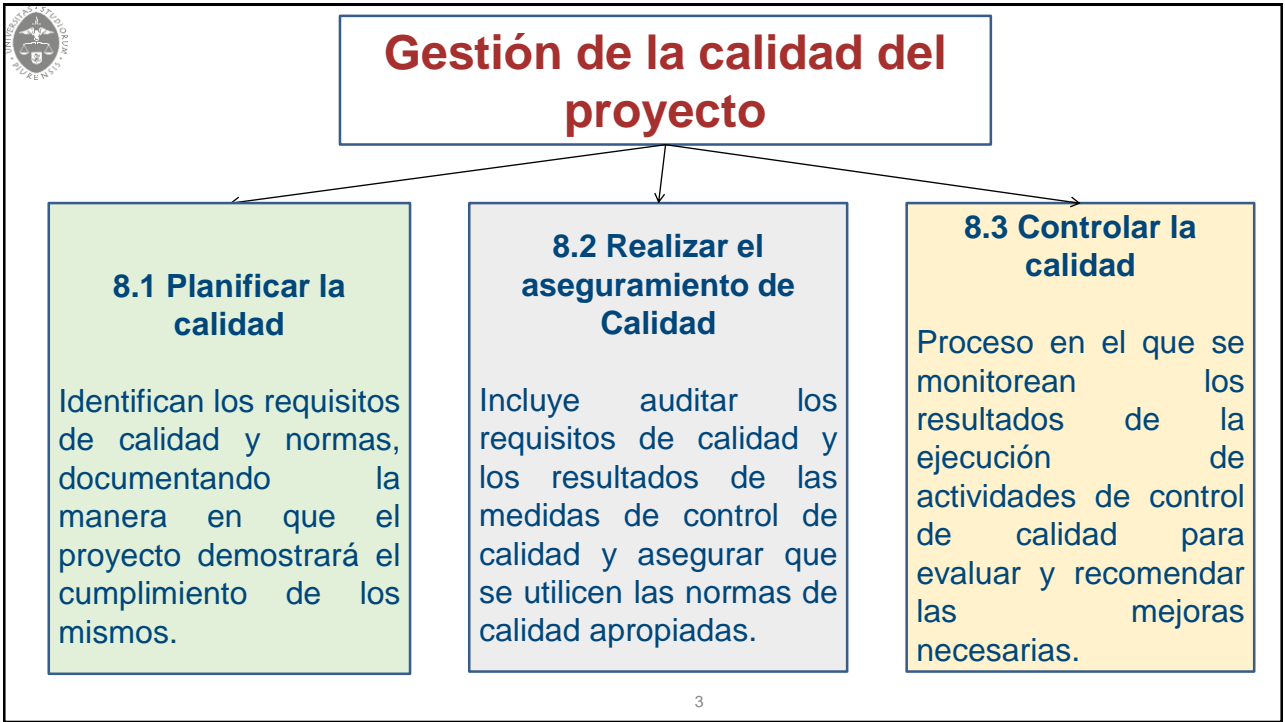 UNIVERSITAS · STUDIORUM · PIURENSIS
Gestión de la calidad del
proyecto
8.1 Planificar la
calidad
Identifican los requisitos
de calidad y normas,
documentando la
manera en que el
proyecto demostrará el
cumplimiento de los
mismos.
8.2 Realizar el
aseguramiento de
Calidad
Incluye auditar los
requisitos de calidad y
los resultados de las
medidas de control de
calidad y asegurar que
se utilicen las normas de
calidad apropiadas.
8.3 Controlar la
calidad
Proceso en el que se
monitorean los
resultados de la
ejecución de
actividades de control
de calidad para
evaluar y recomendar
las mejoras
necesarias.
3